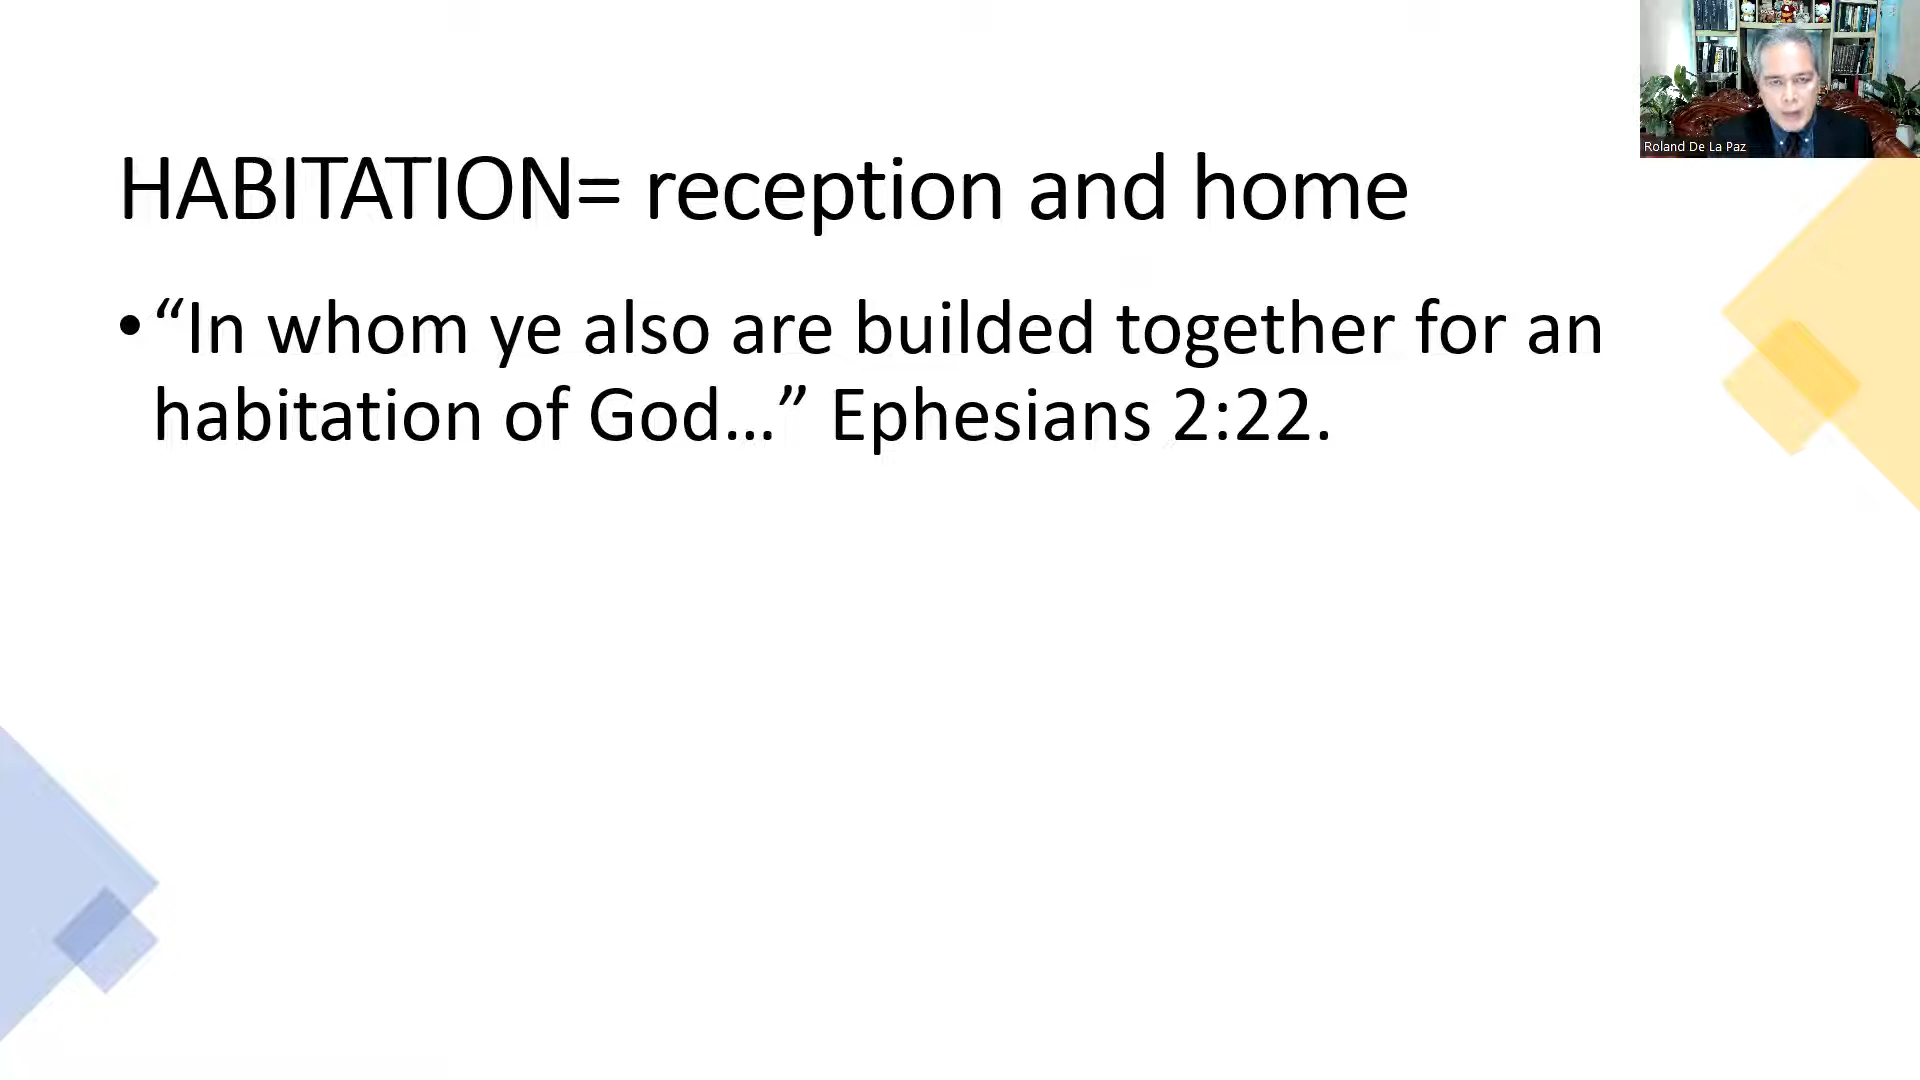 Roland De La Paz
HABITATION= reception and home
• “In whom ye also are builded together for an
habitation of God…” Ephesians 2:22.